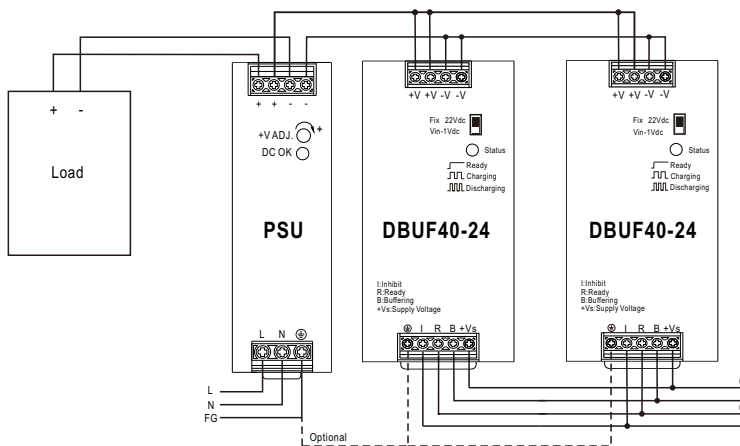 + -
Load
+ + - -
+V ADJ. +
DC OK
PSU
L N
L
N
FG
Optional
+V +V -V -V
Fix 22Vdc
Vin-1Vdc
Status
Ready
Charging
Discharging
DBUF40-24
I:Inhibit
R:Ready
B:Buffering
+Vs:Supply Voltage
I R B +Vs
+V +V -V -V
Fix 22Vdc
Vin-1Vdc
Status
Ready
Charging
Discharging
DBUF40-24
I:Inhibit
R:Ready
B:Buffering
+Vs:Supply Voltage
I R B +Vs